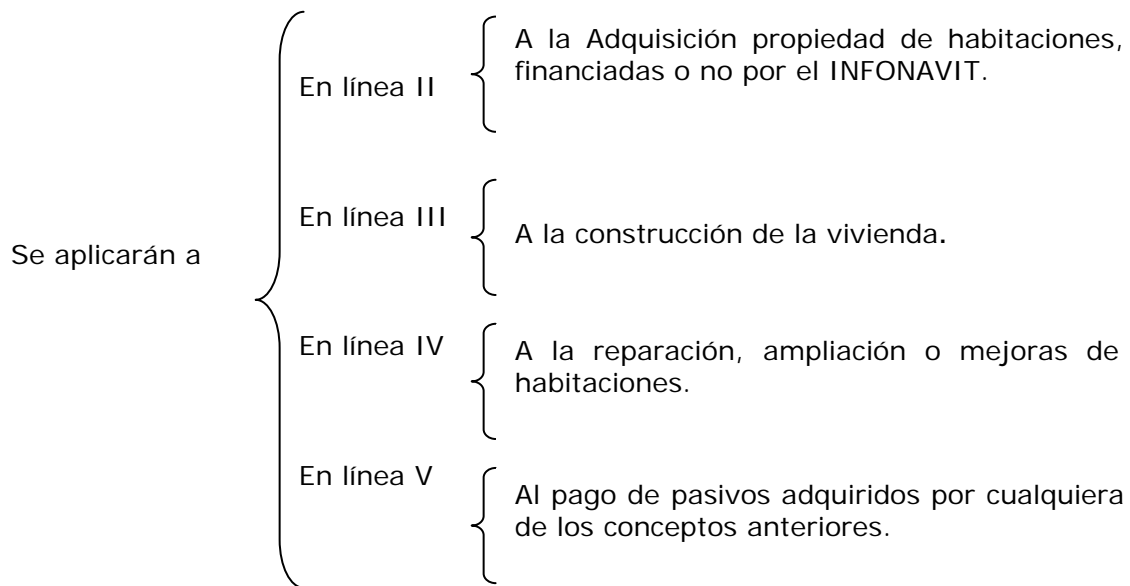 Se aplicarán a
En línea II
A la Adquisición propiedad de habitaciones,
financiadas o no por el INFONAVIT.
En línea III
A la construcción de la vivienda.
En línea IV
A la reparación, ampliación o mejoras de
habitaciones.
En línea V
Al pago de pasivos adquiridos por cualquiera
de los conceptos anteriores.